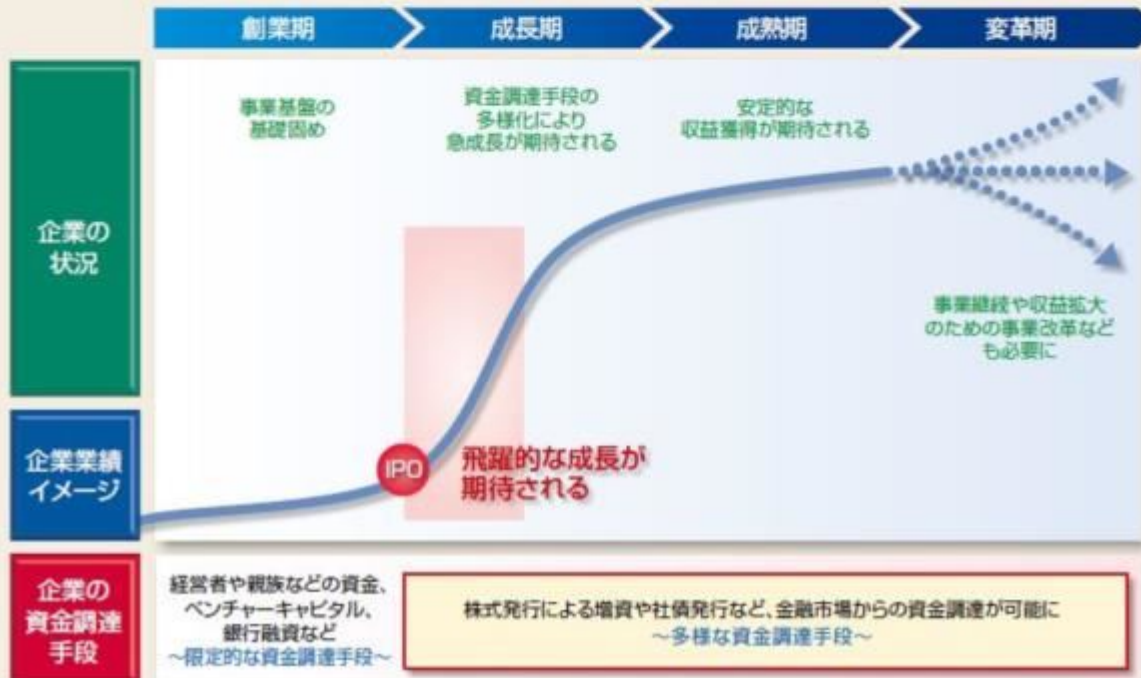 創業期
成長期
成熟期
変革期
企業の
状況
事業基盤の
基礎固め
資金調達手段の
多様化により
急成長が期待される
安定的な
収益獲得が期待される
事業継続や収益拡大
のための事業改革など
も必要に
企業業績
イメージ
IPO
飛躍的な成長が
期待される
企業の
資金調達
手段
経営者や親族などの資金、
ベンチャーキャピタル、
銀行融資など
～限定的な資金調達手段～
株式発行による増資や社債発行など、金融市場からの資金調達が可能に
～多様な資金調達手段～